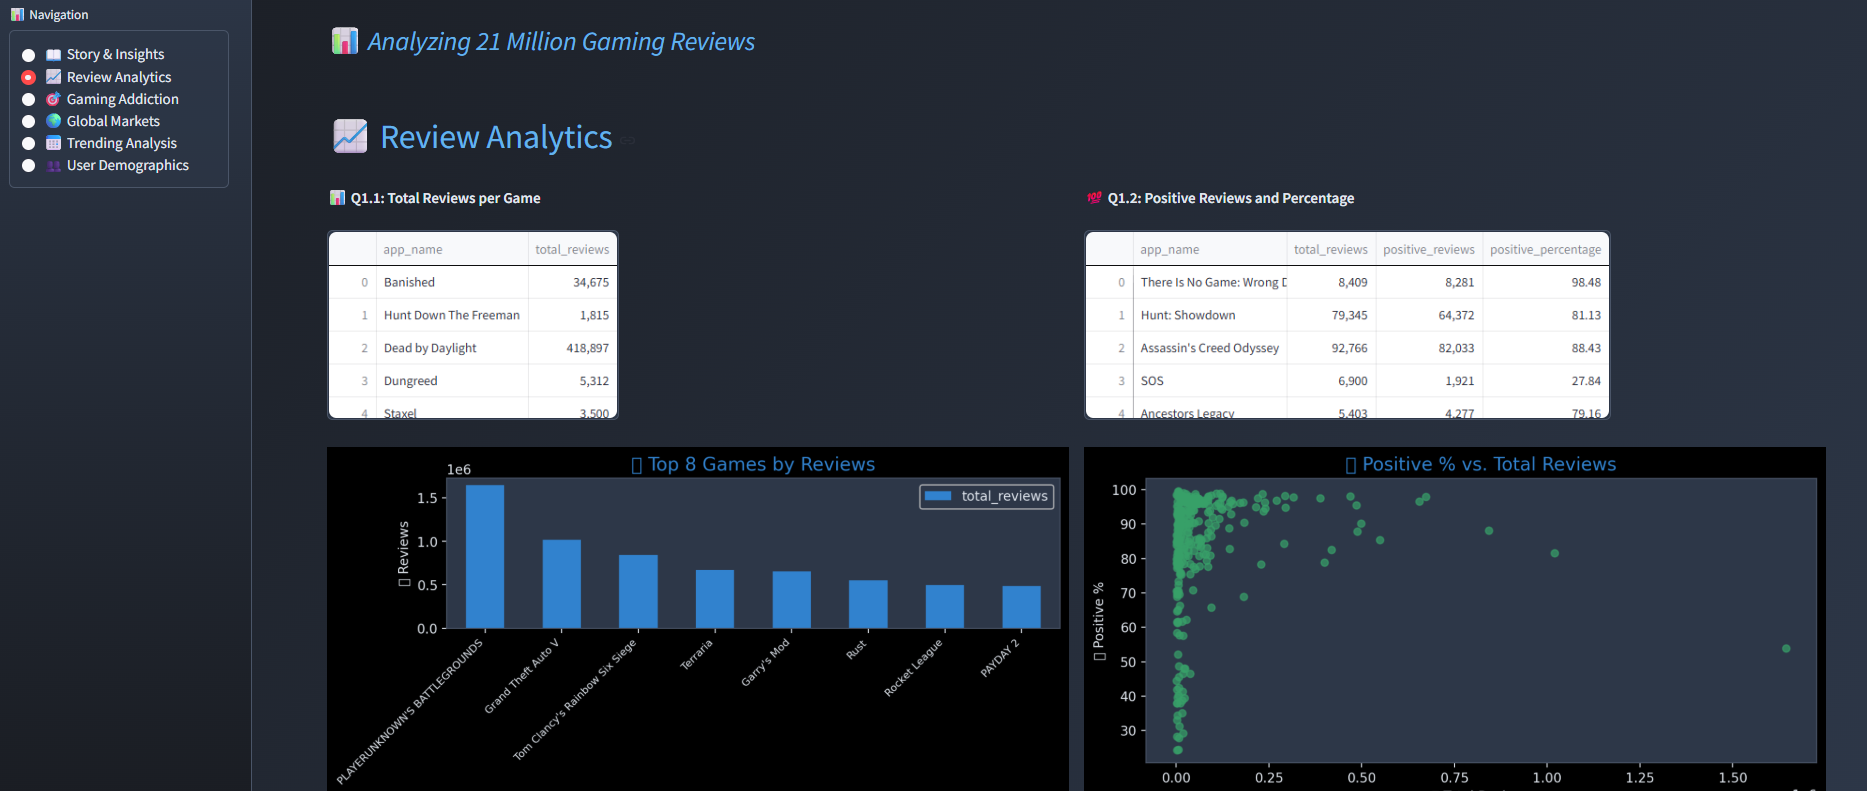 Navigation
Story & Insights
Review Analytics
Gaming Addiction
Global Markets
Trending Analysis
User Demographics
Analyzing 21 Million Gaming Reviews
Review Analytics
Q1.1: Total Reviews per Game
app_name total_reviews
0 Banished 34,675
1 Hunt Down The Freeman 1,815
2 Dead by Daylight 418,897
3 Dungreed 5,312
4 Staxel 3,500
Q1.2: Positive Reviews and Percentage
app_name total_reviews positive_reviews positive_percentage
0 There Is No Game: Wrong D 8,409 8,281 98.48
1 Hunt: Showdown 79,345 64,372 81.13
2 Assassin's Creed Odyssey 92,766 82,033 88.43
3 SOS 6,900 1,921 27.84
4 Ancestors Legacy 5,403 4,277 79.16
Top 8 Games by Reviews
1e6
total_reviews
Reviews
1.5
1.0
0.5
0.0
PLAYERUNKNOWN'S BATTLEGROUNDS
Grand Theft Auto V
Tom Clancy's Rainbow Six Siege
Terraria
Garry's Mod
Rust
Rocket League
PAYDAY 2
Positive % vs. Total Reviews
Positive %
100
90
80
70
60
50
40
30
0.00 0.25 0.50 0.75 1.00 1.25 1.50